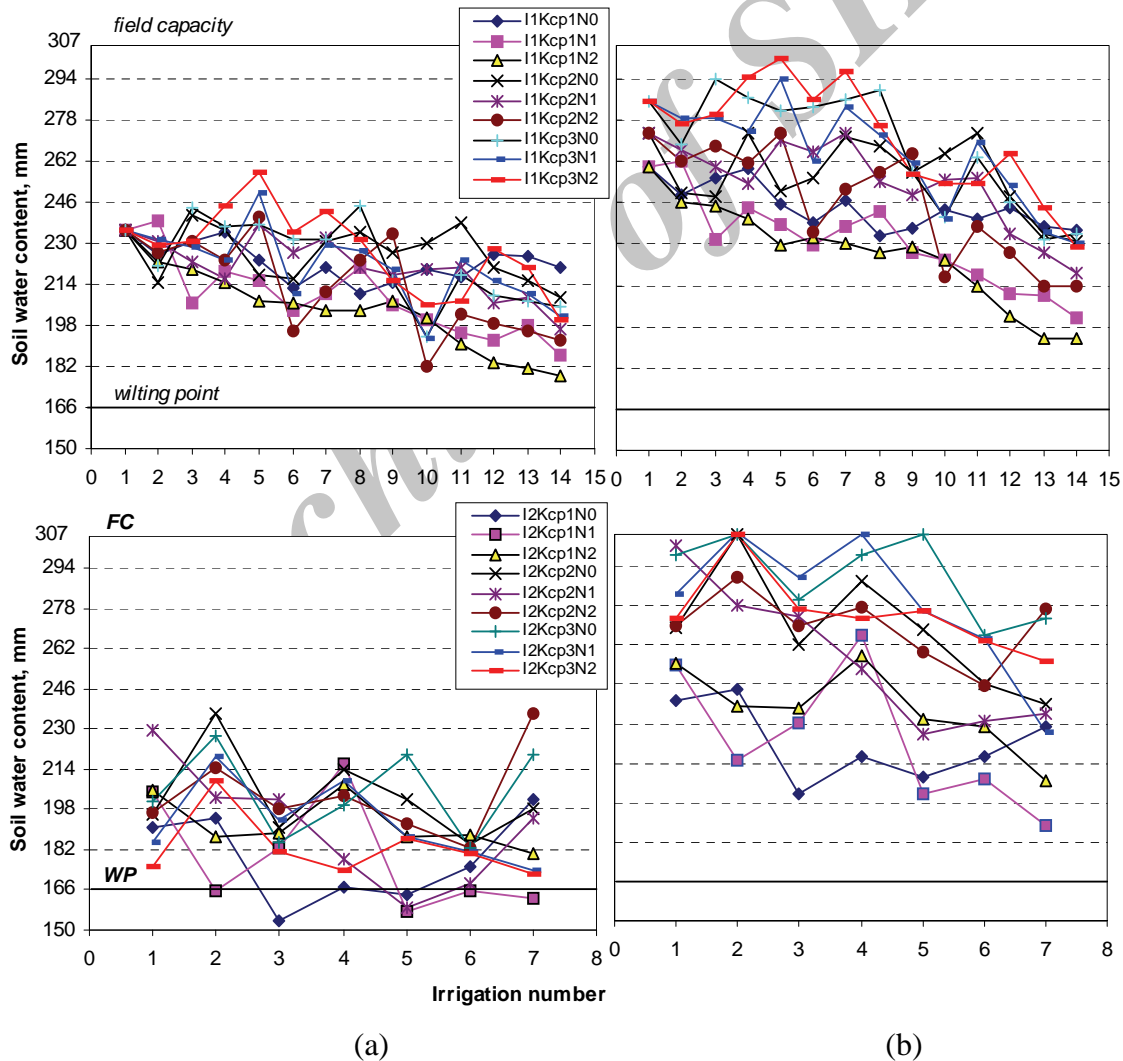 field capacity
307
294
278
262
246
230
214
198
182
166
150
Soil water content, mm
wilting point
I1Kcp1N0
I1Kcp1N1
I1Kcp1N2
I1Kcp2N0
I1Kcp2N1
I1Kcp2N2
I1Kcp3N0
I1Kcp3N1
I1Kcp3N2
0 1 2 3 4 5 6 7 8 9 10 11 12 13 14 15
0 1 2 3 4 5 6 7 8 9 10 11 12 13 14 15
FC
307
294
278
262
246
230
214
198
182
166
150
Soil water content, mm
WP
I2Kcp1N0
I2Kcp1N1
I2Kcp1N2
I2Kcp2N0
I2Kcp2N1
I2Kcp2N2
I2Kcp3N0
I2Kcp3N1
I2Kcp3N2
0 1 2 3 4 5 6 7 8
0 1 2 3 4 5 6 7 8
Irrigation number
(a) (b)